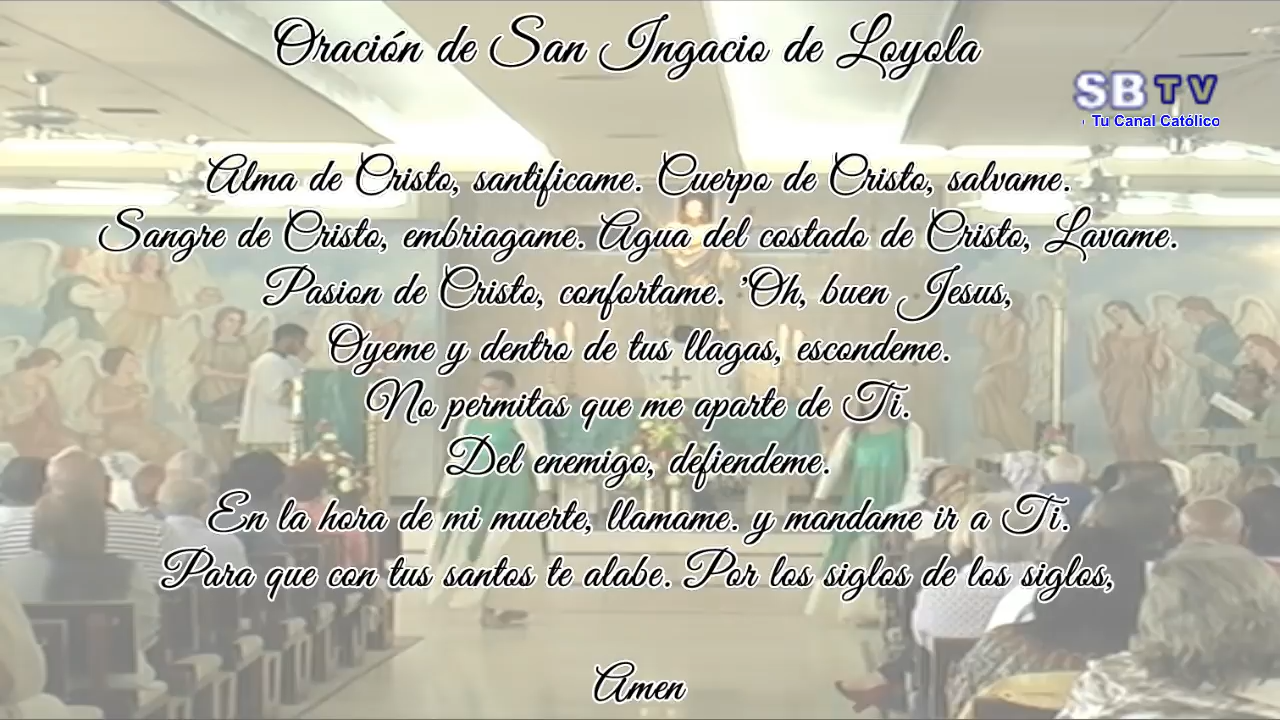 Oración de San Ingacio de Loyola
SBTV
Tu Canal Católico
Alma de Cristo, santificame. Cuerpo de Cristo, salvame.
Sangre de Cristo, embriagame. Agua del costado de Cristo, Lavame.
Pasion de Cristo, confortame. 'Oh, buen Jesus,
Oyeme y dentro de tus llagas, escondeme.
No permitas que me aparte de Ti.
Del enemigo, defiendeme.
En la hora de mi muerte, llamame. y mandame ir a Ti.
Para que con tus santos te alabe. Por los siglos de los siglos,
Amen